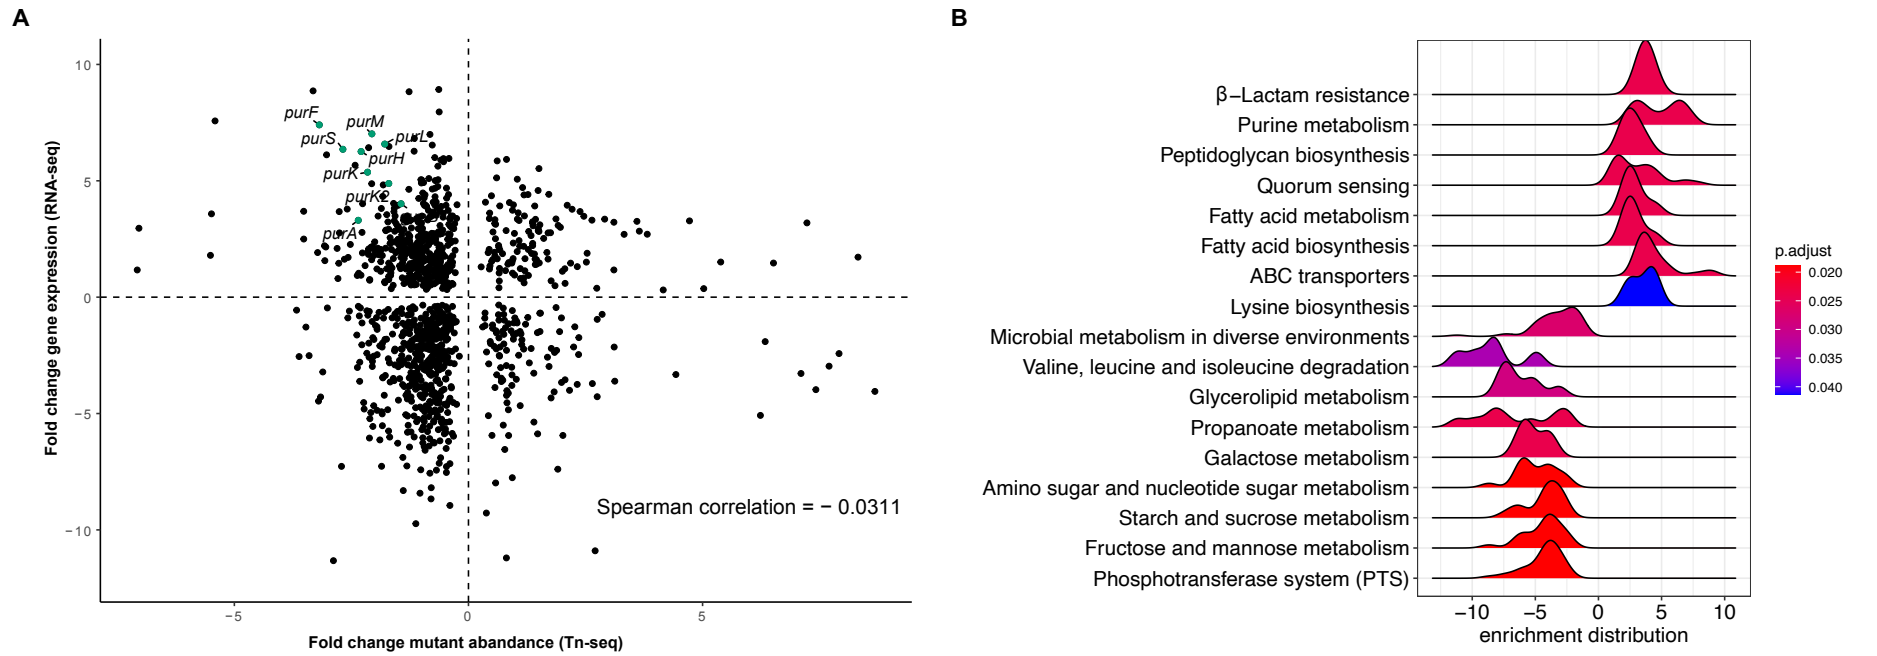 A
Fold change gene expression (RNA-seq)
10
5
0
−5
−10
purF
purM
purS
purL
purH
purK
purK2
purA
Spearman correlation = − 0.0311
−5
0
5
Fold change mutant abandance (Tn-seq)
B
β−Lactam resistance
Purine metabolism
Peptidoglycan biosynthesis
Quorum sensing
Fatty acid metabolism
Fatty acid biosynthesis
ABC transporters
Lysine biosynthesis
Microbial metabolism in diverse environments
Valine, leucine and isoleucine degradation
Glycerolipid metabolism
Propanoate metabolism
Galactose metabolism
Amino sugar and nucleotide sugar metabolism
Starch and sucrose metabolism
Fructose and mannose metabolism
Phosphotransferase system (PTS)
−10
−5
0
5
10
enrichment distribution
p.adjust
0.020
0.025
0.030
0.035
0.040